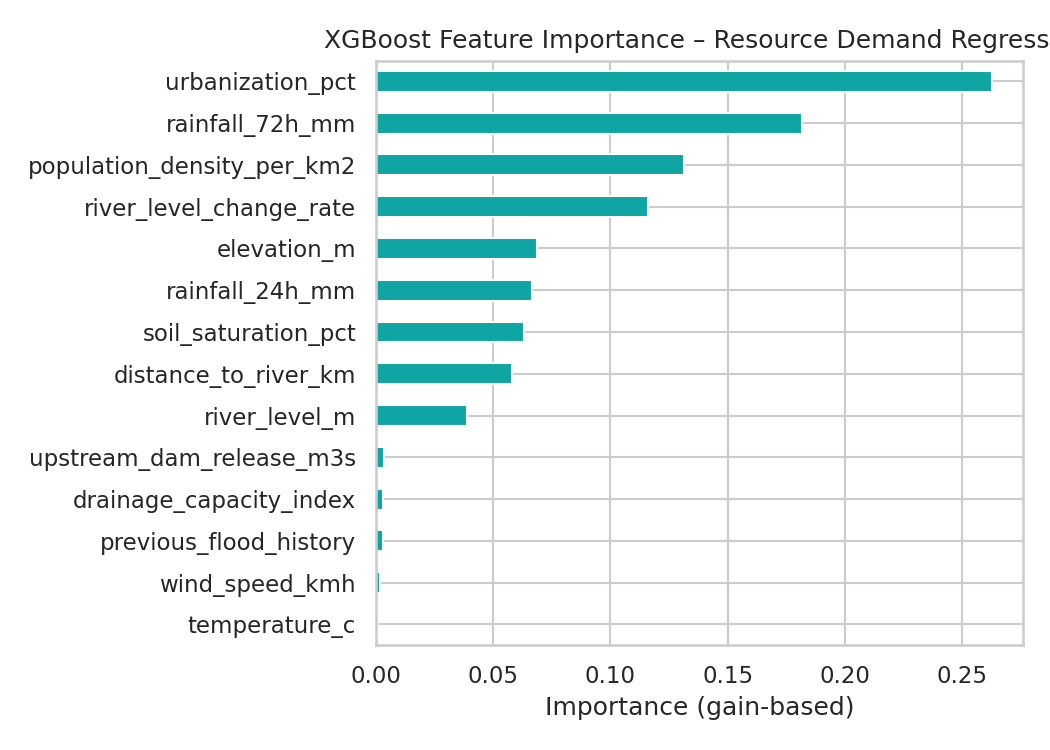 XGBoost Feature Importance – Resource Demand Regress
urbanization_pct
rainfall_72h_mm
population_density_per_km2
river_level_change_rate
elevation_m
rainfall_24h_mm
soil_saturation_pct
distance_to_river_km
river_level_m
upstream_dam_release_m3s
drainage_capacity_index
previous_flood_history
wind_speed_kmh
temperature_c
0.00 0.05 0.10 0.15 0.20 0.25
Importance (gain-based)